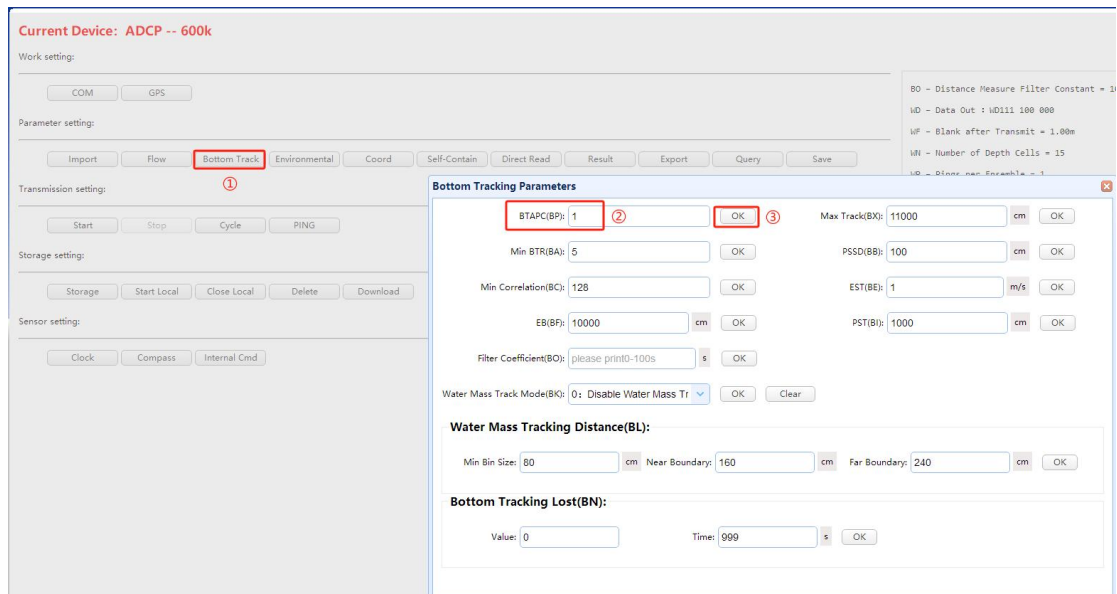 Current Device: ADCP -- 600k
Work setting:
COM GPS
Parameter setting:
Import Flow Bottom Track Environmental Coord Self-Contain Direct Read Result Export Query Save
①
Transmission setting:
Start Stop Cycle PING
Storage setting:
Storage Start Local Close Local Delete Download
Sensor setting:
Clock Compass Internal Cmd
BO - Distance Measure Filter Constant = 1
WD - Data Out : WD111 100 000
WF - Blank after Transmit = 1.00m
WN - Number of Depth Cells = 15
WP - Pings per Ensemble = 1
Bottom Tracking Parameters
BTAPC(BP): 1 ② OK ③ Max Track(BX): 11000 cm OK
Min BTR(BA): 5 OK PSSD(BB): 100 cm OK
Min Correlation(BC): 128 OK EST(BE): 1 m/s OK
EB(BF): 10000 cm OK PST(BI): 1000 cm OK
Filter Coefficient(BO): please print0-100s s OK
Water Mass Track Mode(BK): 0: Disable Water Mass Tr OK Clear
Water Mass Tracking Distance(BL):
Min Bin Size: 80 cm Near Boundary: 160 cm Far Boundary: 240 cm OK
Bottom Tracking Lost(BN):
Value: 0 Time: 999 s OK